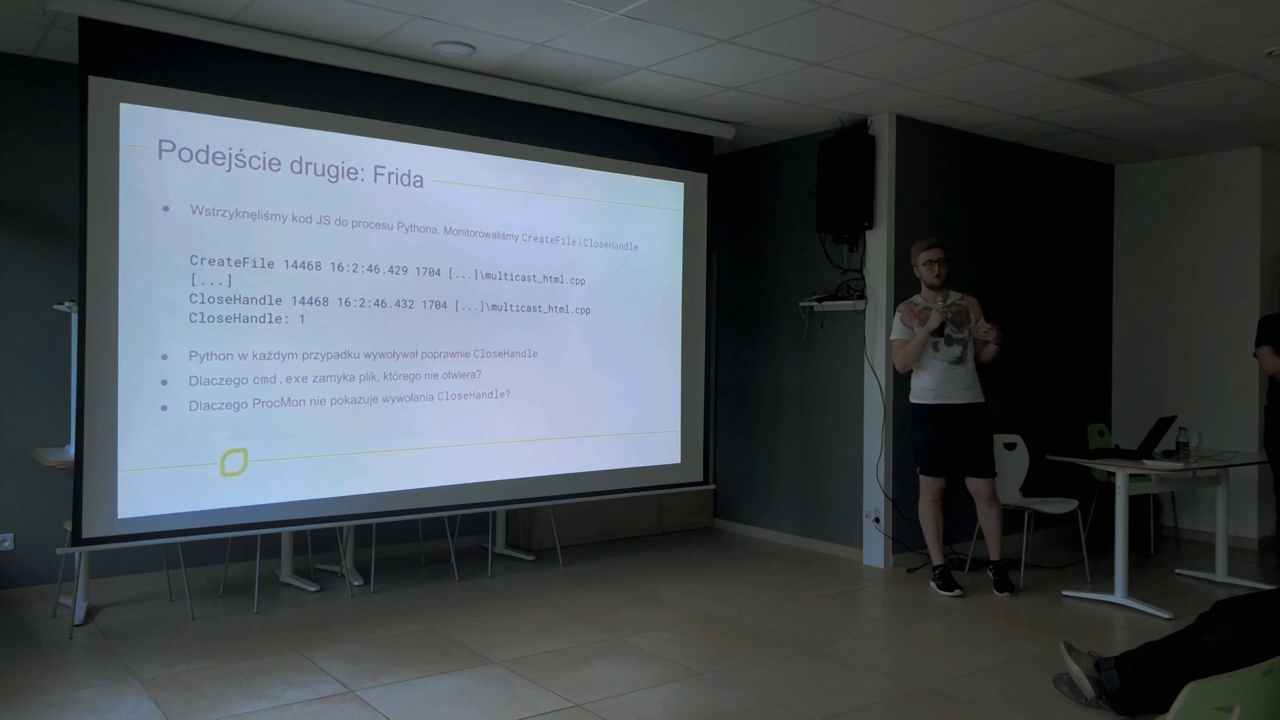 Podejście drugie: Frida
Wstrzyknęliśmy kod JS do procesu Pythona. Monitorowaliśmy CreateFile i CloseHandle
CreateFile 14468 16:2:46.429 1704 [...]\multicast_html.cpp
[...]
CloseHandle 14468 16:2:46.432 1704 [...]\multicast_html.cpp
CloseHandle: 1
Python w każdym przypadku wywoływał poprawnie CloseHandle
Dlaczego cmd.exe zamyka plik, którego nie otwiera?
Dlaczego ProcMon nie pokazuje wywołania CloseHandle?